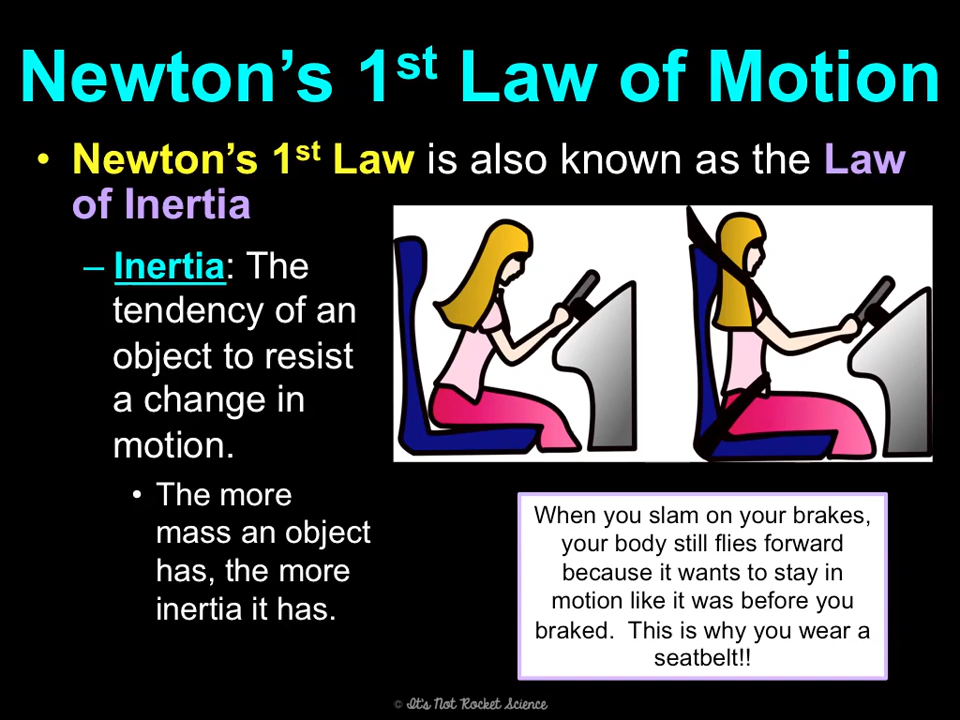 Newton’s 1st Law of Motion
• Newton’s 1st Law is also known as the Law
of Inertia
– Inertia: The
tendency of an
object to resist
a change in
motion.
• The more
mass an object
has, the more
inertia it has.
When you slam on your brakes,
your body still flies forward
because it wants to stay in
motion like it was before you
braked.  This is why you wear a
seatbelt!!
© It's Not Rocket Science